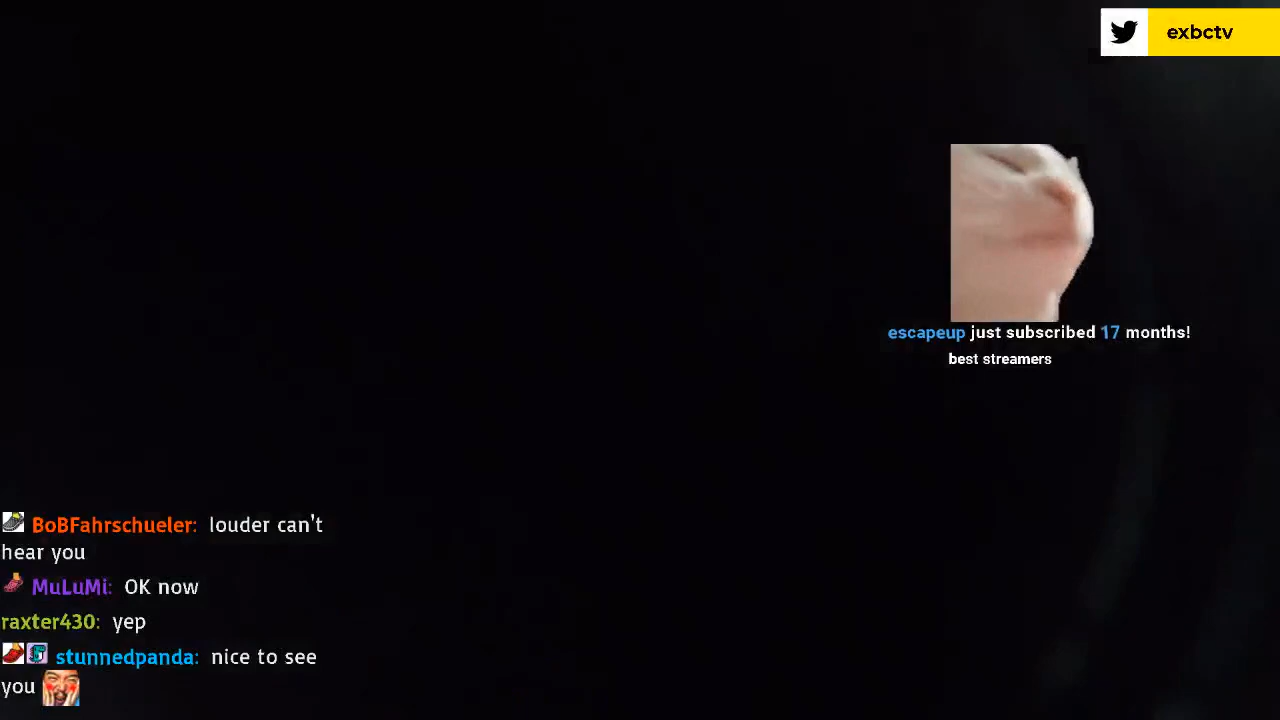 exbctv
escapeup just subscribed 17 months!
best streamers
BoBFahrschueler: louder can't
hear you
MuLuMi: OK now
raxter430: yep
stunnedpanda: nice to see
you